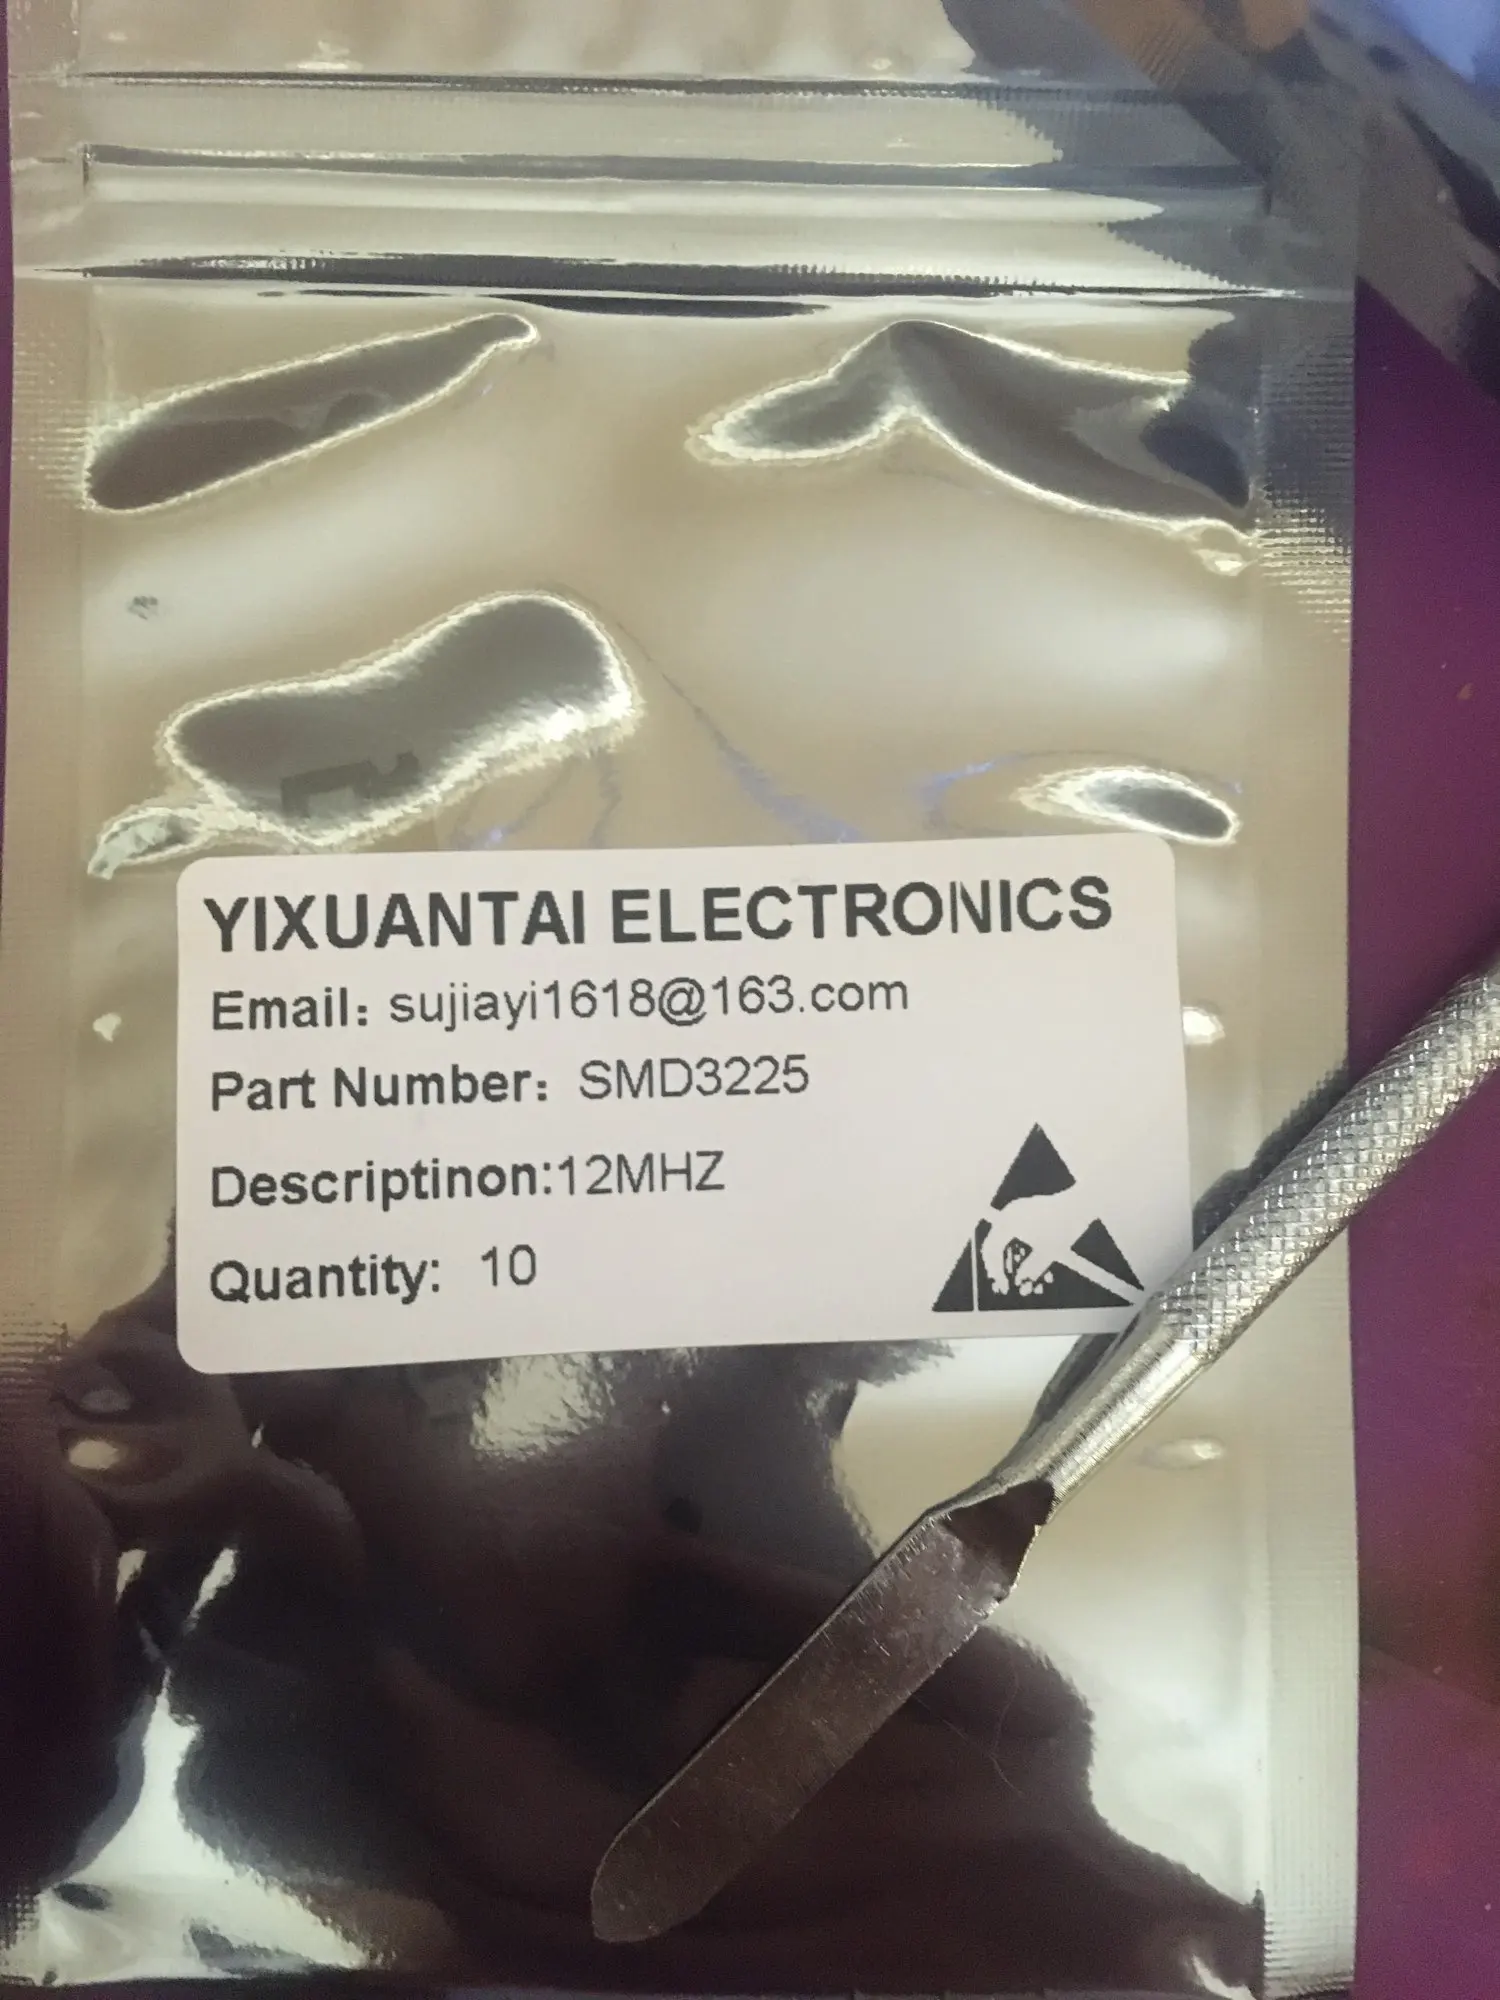 YIXUANTAI ELECTRONICS
Email：sujiayi1618@163.com
Part Number：SMD3225
Descriptinon:12MHZ
Quantity: 10